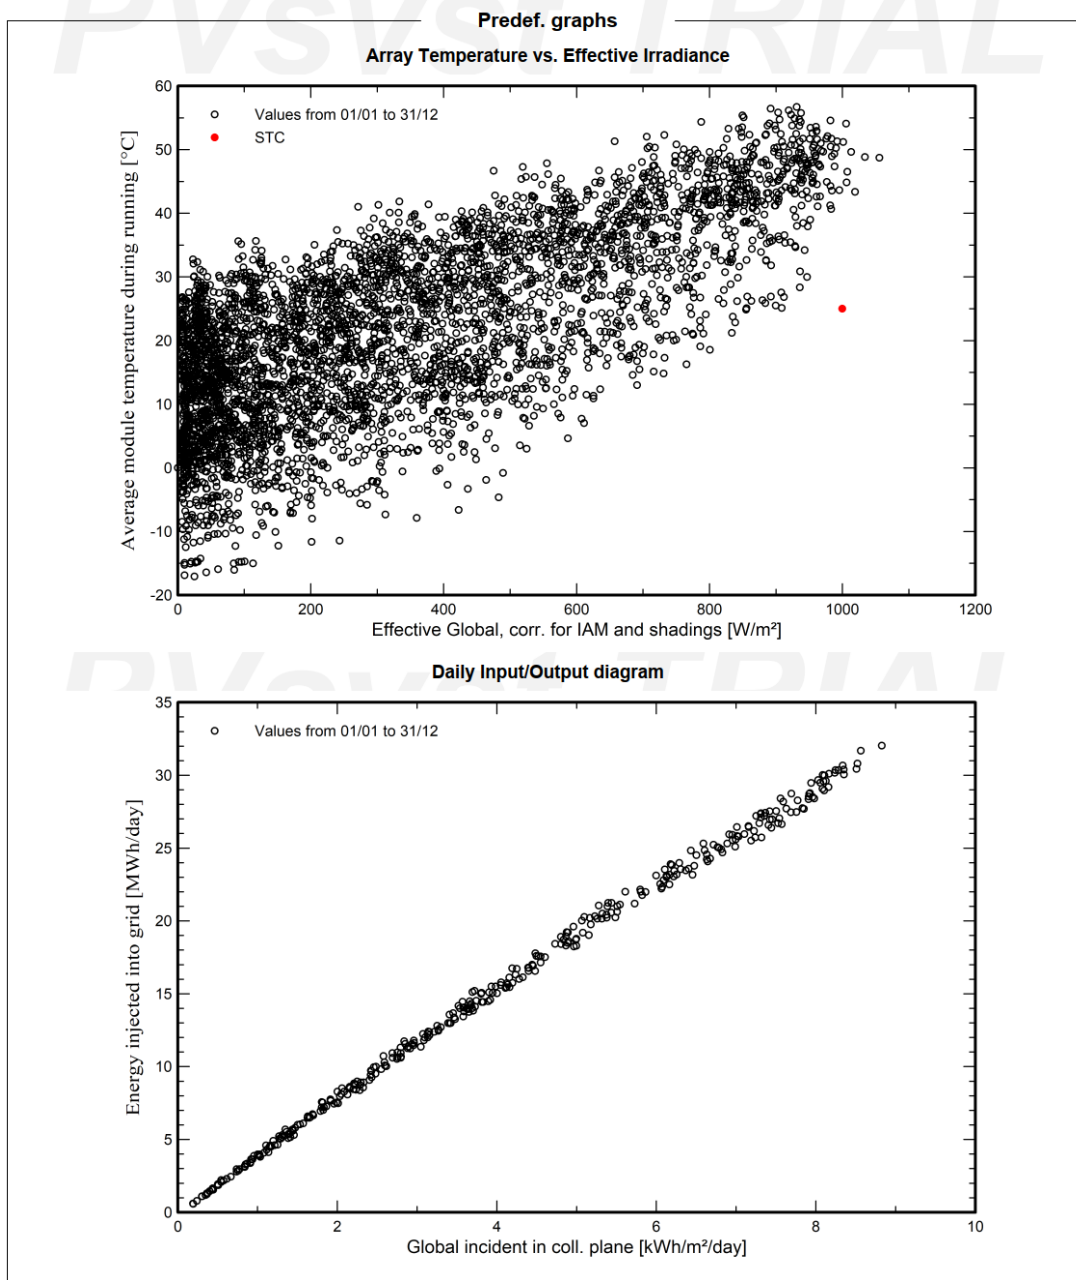 PVsyst TRIAL
Predef. graphs
Array Temperature vs. Effective Irradiance
60
50
40
30
20
10
0
-10
-20
Average module temperature during running [°C]
Values from 01/01 to 31/12
STC
0 200 400 600 800 1000 1200
Effective Global, corr. for IAM and shadings [W/m²]
PVsyst TRIAL
Daily Input/Output diagram
35
30
25
20
15
10
5
0
Energy injected into grid [MWh/day]
Values from 01/01 to 31/12
0 2 4 6 8 10
Global incident in coll. plane [kWh/m²/day]